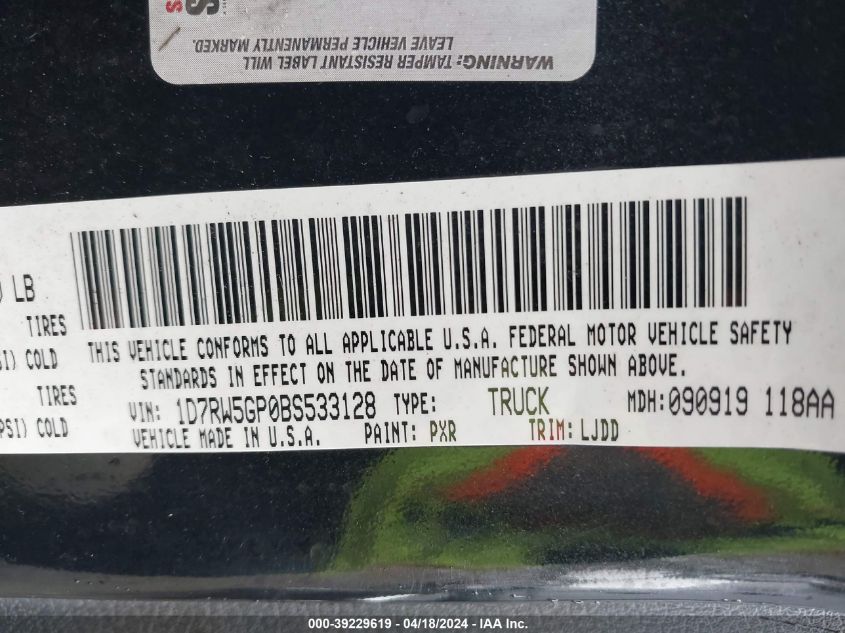 WARNING: TAMPER RESISTANT LABEL WILL
LEAVE VEHICLE PERMANENTLY MARKED.
LB
TIRES
COLD
TIRES
PSI) COLD
THIS VEHICLE CONFORMS TO ALL APPLICABLE U.S.A. FEDERAL MOTOR VEHICLE SAFETY
STANDARDS IN EFFECT ON THE DATE OF MANUFACTURE SHOWN ABOVE.
VIN: 1D7RW5GP0BS533128 TYPE: TRUCK MDH:090919 118AA
VEHICLE MADE IN U.S.A. PAINT: PXR TRIM: LJDD
000-39229619 - 04/18/2024 - IAA Inc.